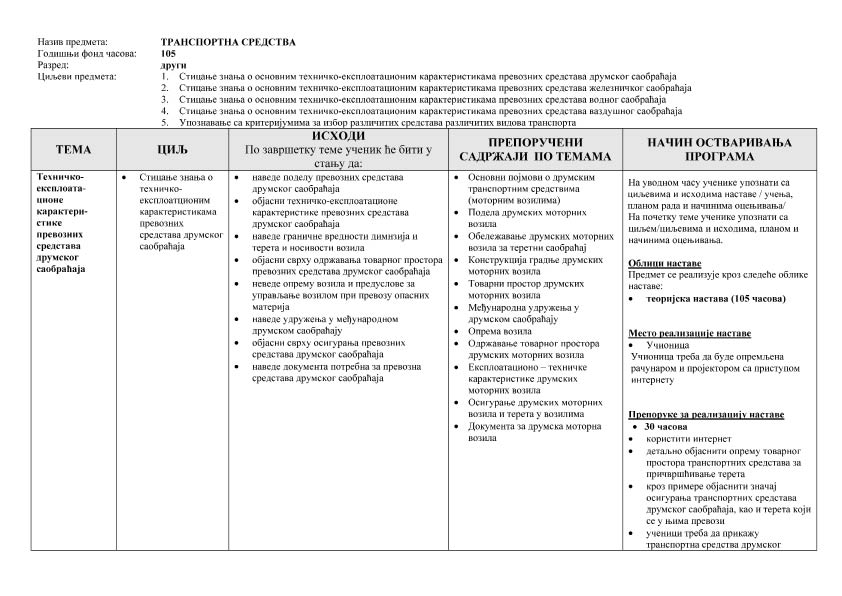 Назив предмета: ТРАНСПОРТНА СРЕДСТВА
Годишњи фонд часова: 105
Разред: други
Циљеви предмета: 1. Стицање знања о основним техничко-експлоатационим карактеристикама превозних средстава друмског саобраћаја
2. Стицање знања о основним техничко-експлоатационим карактеристикама превозних средстава железничког саобраћаја
3. Стицање знања о основним техничко-експлоатационим карактеристикама превозних средстава водног саобраћаја
4. Стицање знања о основним техничко-експлоатационим карактеристикама превозних средстава ваздушног саобраћаја
5. Упознавање са критеријумима за избор различитих средстава различитих видова транспорта
ТЕМА
ЦИЉ
ИСХОДИ
По завршетку теме ученик ће бити у
стању да:
ПРЕПОРУЧЕНИ
САДРЖАЈИ ПО ТЕМАМА
НАЧИН ОСТВАРИВАЊА
ПРОГРАМА
Техничко-
експлоата-
ционе
каректери-
стике
превозних
средстава
друмског
саобраћаја
• Стицање знања о
техничко-
експлоатционим
карактеристикама
превозних
средстава друмског
саобраћаја
• наведе поделу превозних средстава
друмског саобраћаја
• објасни техничко-експлоатационе
карактеристике превозних средстава
друмског саобраћаја
• наведе граничне вредности димнзија и
терета и носивости возила
• објасни сврху одржавања товарног простора
превозних средстава друмског саобраћаја
• неведе опрему возила и предуслове за
управљање возилом при превозу опасних
материја
• наведе удружења у међународном
друмском саобраћају
• објасни сврху осигурања превозних
средстава друмског саобраћаја
• наведе документа потребна за превозна
средстава друмског саобраћаја
• Основни појмови о друмским
транспортним средствима
(моторним возилима)
• Подела друмских моторних
возила
• Обележавање друмских моторних
возила за теретни саобраћај
• Конструкција градње друмских
моторних возила
• Товарни простор друмских
моторних возила
• Међународна удружења у
друмском саобраћају
• Опрема возила
• Одржавање товарног простора
друмских моторних возила
• Експлоатационо – техничке
карактеристике друмских
моторних возила
• Осигурање друмских моторних
возила и терета у возилима
• Документа за друмска моторна
возила
На уводном часу ученике упознати са
циљевима и исходима наставе / учења,
планом рада и начинима оцењивања/
На почетку теме ученике упознати са
циљем/циљевима и исходима, планом и
начинима оцењивања.
Облици наставе
Предмет се реализује кроз следеће облике
наставе:
• теоријска настава (105 часова)
Место реализације наставе
• Учионица
Учионица треба да буде опремљена
рачунаром и пројектором са приступом
интернету
Препоруке за реализацију наставе
• 30 часова
• користити интернет
• детаљно објаснити опрему товарног
простора транспортних средстава за
причвршћивање терета
• кроз примере објаснити значај
осигурања транспортних средстава
друмског саобраћаја, као и терета који
се у њима превози
• ученици треба да прикажу
транспортна средства друмског